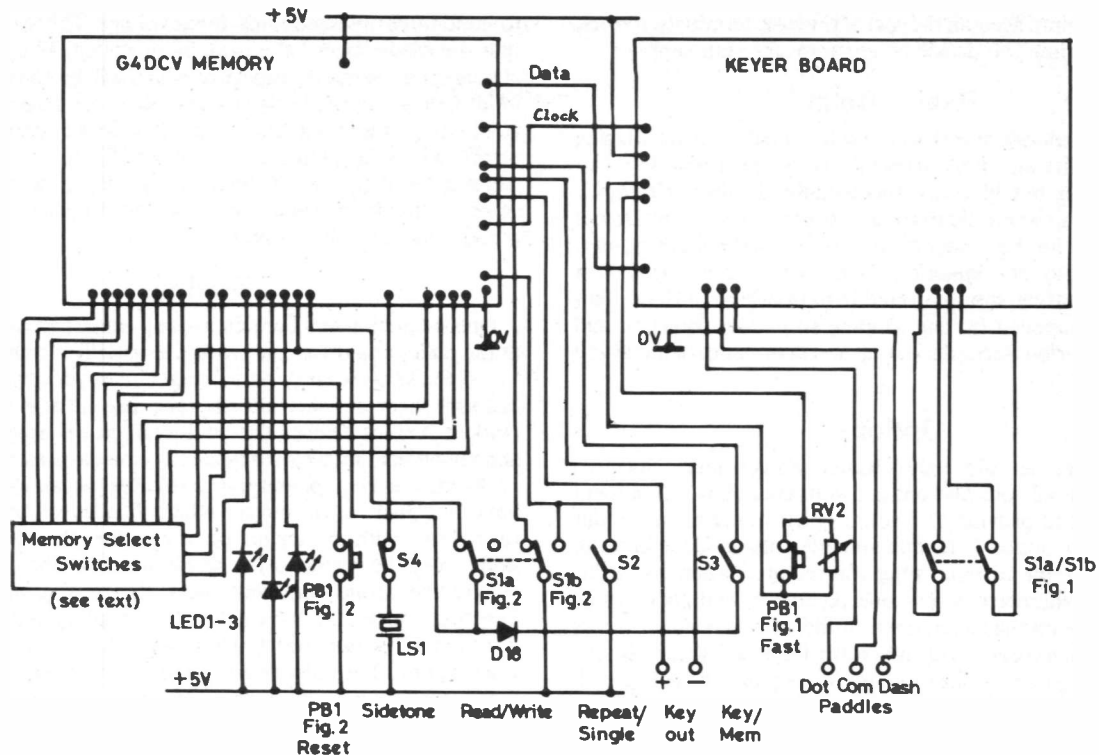 +5V
G4DCV MEMORY
Data
Clock
KEYER BOARD
0V
0V
Memory Select
Switches
(see text)
LED1-3
PB1
Fig. 2
S4
LS1
S1a
Fig.2
S1b
Fig.2
D18
S2
S3
PB1
Fig.1
Fast
RV2
S1a/S1b
Fig.1
+ −
Dot Com Dash
Paddles
+5V
PB1
Fig. 2
Reset
Sidetone
Read/Write
Repeat/
Single
Key
out
Key/
Mem